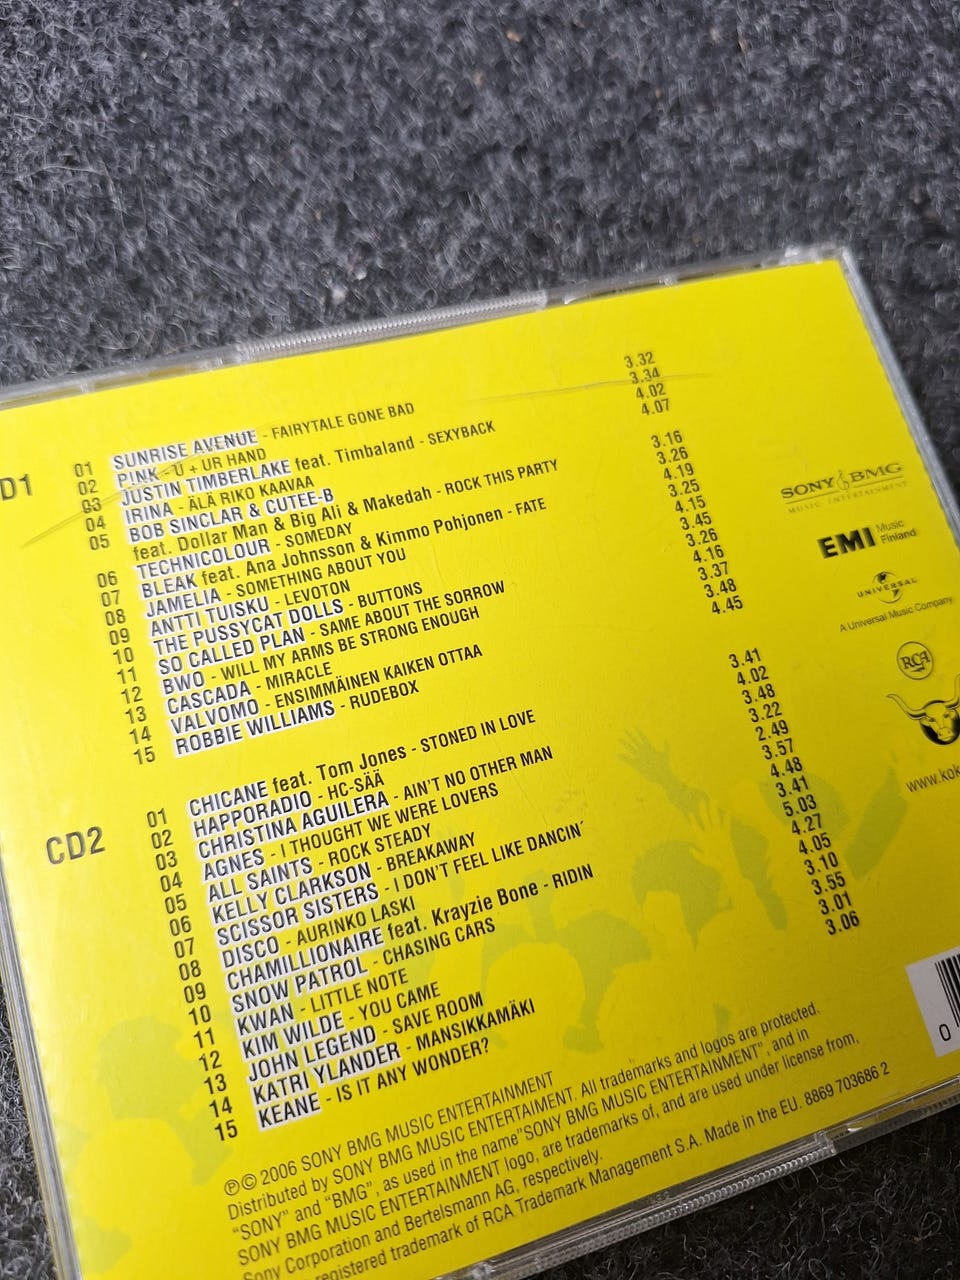 D1
01 SUNRISE AVENUE - FAIRYTALE GONE BAD 3.32
02 PINK - U + UR HAND 3.34
03 JUSTIN TIMBERLAKE feat. Timbaland - SEXYBACK 4.02
04 IRINA - ÄLÄ RIKO KAAVAA 4.07
05 BOB SINCLAR & CUTEE-B
feat. Dollar Man & Big Ali & Makedah - ROCK THIS PARTY 3.16
06 TECHNICOLOUR - SOMEDAY 3.26
07 BLEAK feat. Ana Johnsson & Kimmo Pohjonen - FATE 4.19
08 JAMELIA - SOMETHING ABOUT YOU 3.25
09 ANTTI TUISKU - LEVOTON 4.15
10 THE PUSSYCAT DOLLS - BUTTONS 3.45
11 SO CALLED PLAN - SAME ABOUT THE SORROW 3.26
12 BWO - WILL MY ARMS BE STRONG ENOUGH 4.16
13 CASCADA - MIRACLE 3.37
14 VALVOMO - ENSIMMÄINEN KAIKEN OTTAA 3.48
15 ROBBIE WILLIAMS - RUDEBOX 4.45
CD2
01 CHICANE feat. Tom Jones - STONED IN LOVE 3.41
02 HAPPORADIO - HC-SÄÄ 4.02
03 CHRISTINA AGUILERA - AIN'T NO OTHER MAN 3.48
04 AGNES - I THOUGHT WE WERE LOVERS 3.22
05 ALL SAINTS - ROCK STEADY 2.49
06 KELLY CLARKSON - BREAKAWAY 3.57
07 SCISSOR SISTERS - I DON'T FEEL LIKE DANCIN´ 4.48
08 DISCO - AURINKO LASKI 3.41
09 CHAMILLIONAIRE feat. Krayzie Bone - RIDIN 5.03
10 SNOW PATROL - CHASING CARS 4.27
11 KWAN - LITTLE NOTE 4.05
12 KIM WILDE - YOU CAME 3.10
13 JOHN LEGEND - SAVE ROOM 3.55
14 KATRI YLANDER - MANSIKKAMÄKI 3.01
15 KEANE - IS IT ANY WONDER? 3.06
SONY BMG
MUSIC ENTERTAINMENT
EMI Music Finland
UNIVERSAL
A Universal Music Company
RCA
www.kok
0
℗© 2006 SONY BMG MUSIC ENTERTAINMENT
Distributed by SONY BMG MUSIC ENTERTAIMENT. All trademarks and logos are protected.
"SONY" and "BMG", as used in the name"SONY BMG MUSIC ENTERTAINMENT", and in
SONY BMG MUSIC ENTERTAINMENT logo, are trademarks of, and are used under license from,
Sony Corporation and Bertelsmann AG, respectively.
registered trademark of RCA Trademark Management S.A. Made in the EU. 8869 703686 2